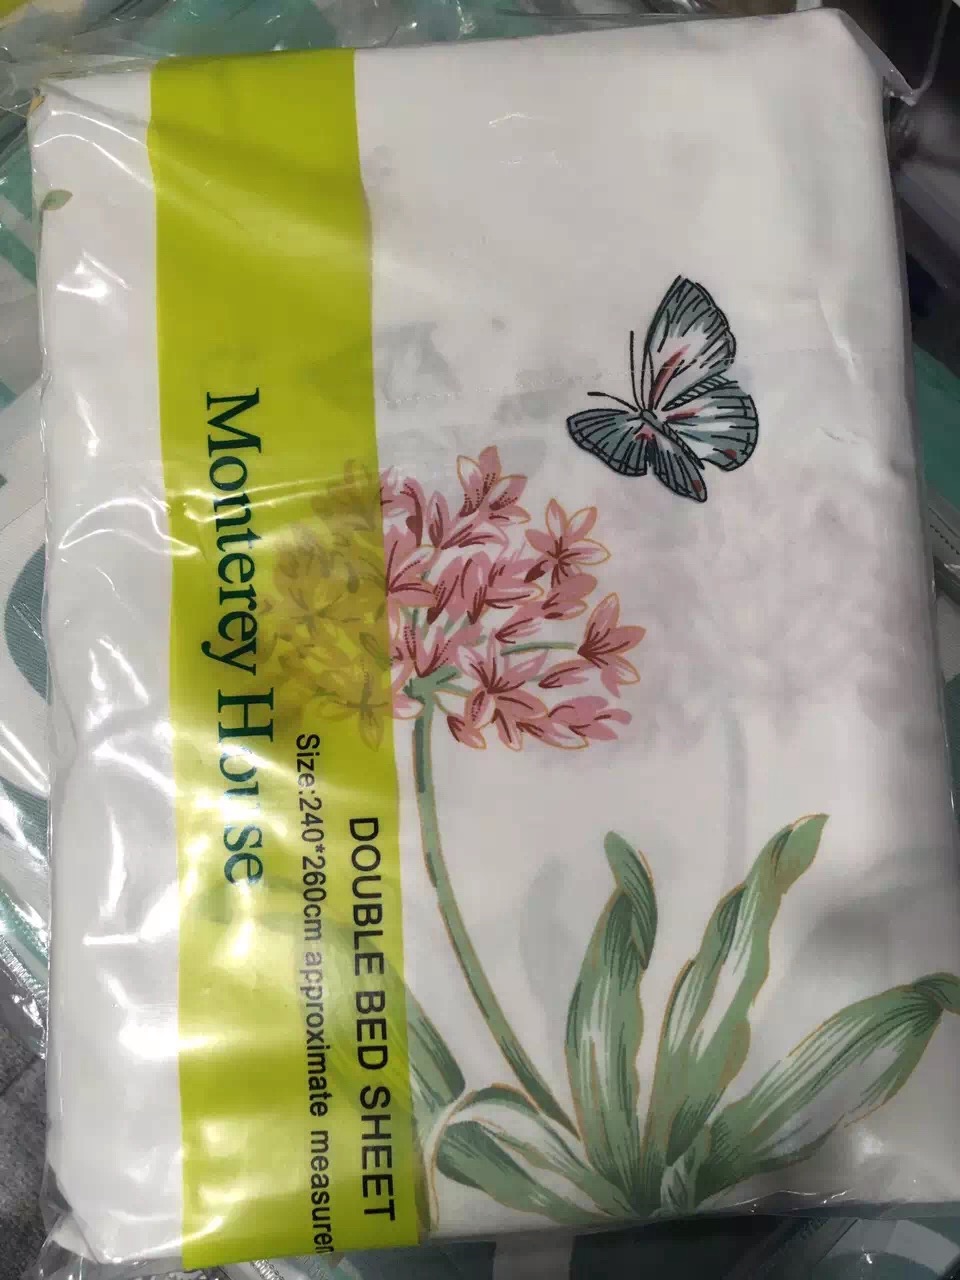 Monterey House
DOUBLE BED SHEET
Size:240*260cm approximate